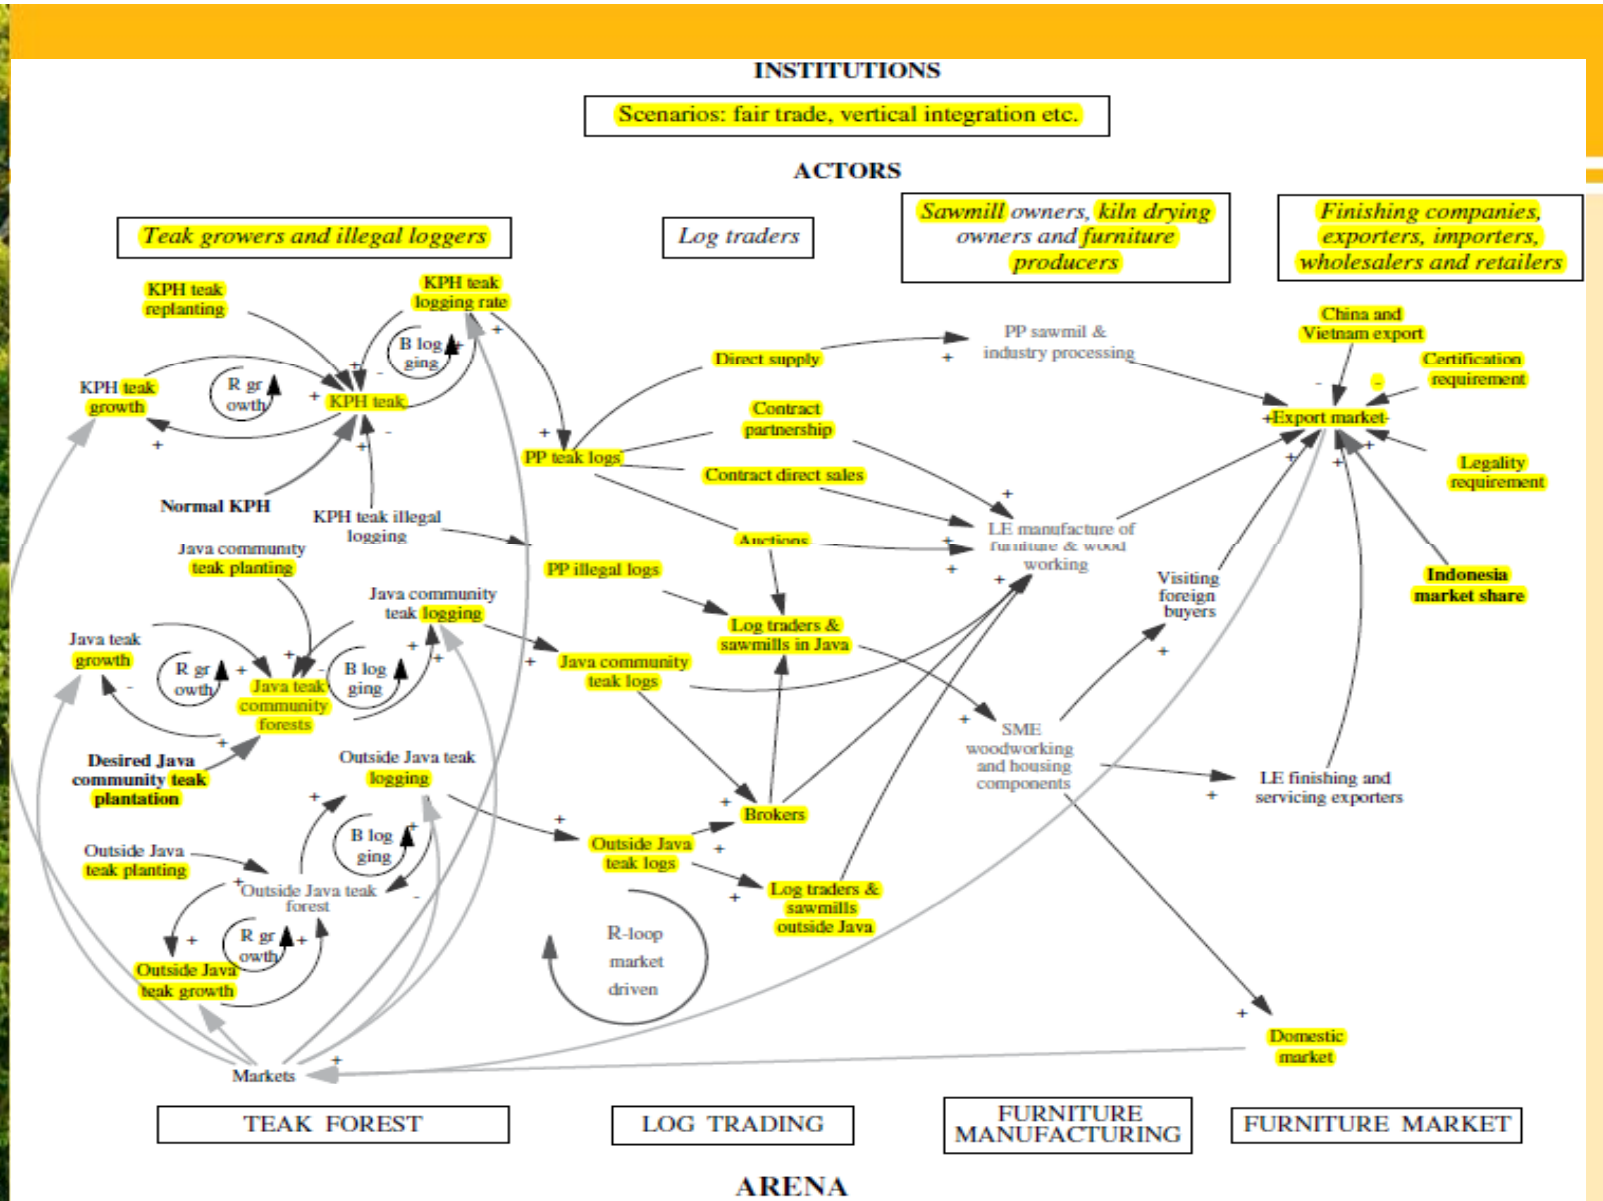 INSTITUTIONS
Scenarios: fair trade, vertical integration etc.
ACTORS
Teak growers and illegal loggers
Log traders
Sawmill owners, kiln drying
owners and furniture
producers
Finishing companies,
exporters, importers,
wholesalers and retailers
KPH teak
replanting
KPH teak
logging rate
B log
ging
KPH teak
growth
R gr
owth
KPH teak
Normal KPH
KPH teak illegal
logging
Java community
teak planting
Java community
teak logging
Java teak
growth
R gr
owth
B log
ging
Java teak
community
forests
Desired Java
community teak
plantation
Outside Java teak
logging
B log
ging
Outside Java
teak planting
Outside Java teak
forest
R gr
owth
Outside Java
teak growth
Markets
PP teak logs
Direct supply
Contract
partnership
Contract direct sales
Auctions
PP illegal logs
Log traders &
sawmills in Java
Java community
teak logs
Brokers
Outside Java
teak logs
Log traders &
sawmills
outside Java
R-loop
market
driven
PP sawmil &
industry processing
LE manufacture of
furniture & wood
working
SME
woodworking
and housing
components
Visiting
foreign
buyers
LE finishing and
servicing exporters
China and
Vietnam export
Certification
requirement
+Export market-
Legality
requirement
Indonesia
market share
Domestic
market
TEAK FOREST
LOG TRADING
FURNITURE
MANUFACTURING
FURNITURE MARKET
ARENA